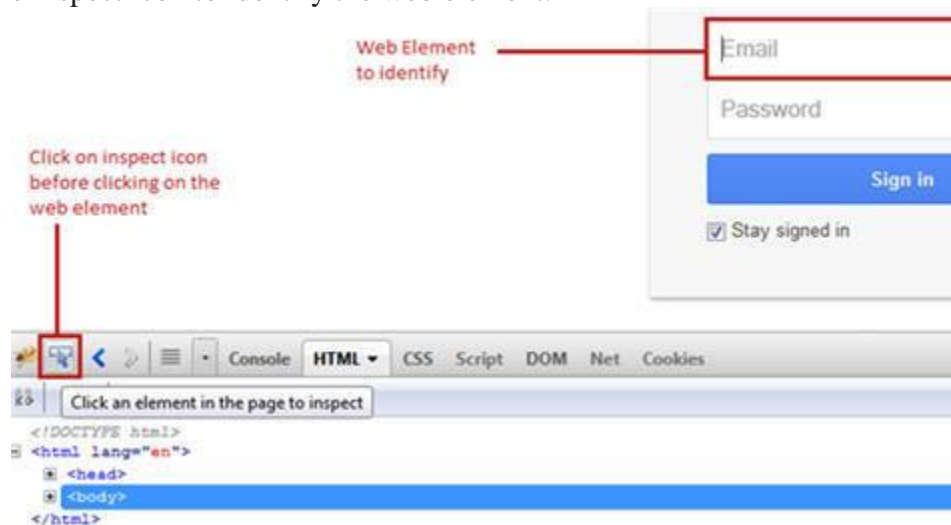 Web Element
to identify
Email
Password
Click on inspect icon
before clicking on the
web element
Sign in
Stay signed in
Console HTML CSS Script DOM Net Cookies
Click an element in the page to inspect
<!DOCTYPE html>
<html lang="en">
<head>
<body>
</html>